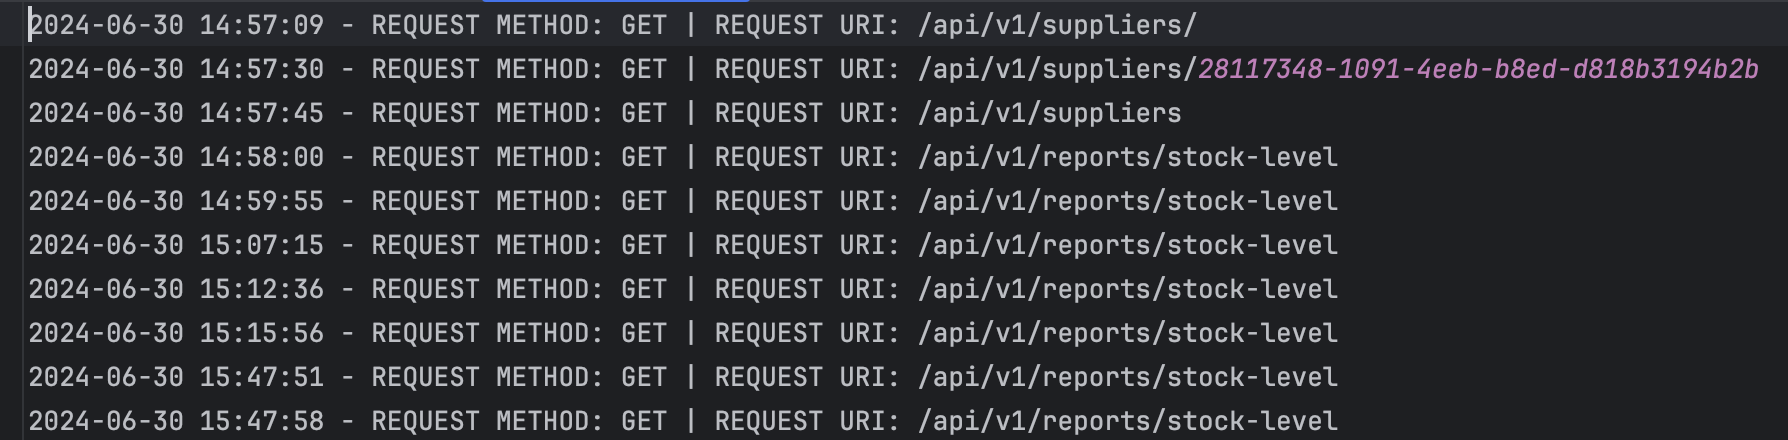 2024-06-30 14:57:09 - REQUEST METHOD: GET | REQUEST URI: /api/v1/suppliers/
2024-06-30 14:57:30 - REQUEST METHOD: GET | REQUEST URI: /api/v1/suppliers/28117348-1091-4eeb-b8ed-d818b3194b2b
2024-06-30 14:57:45 - REQUEST METHOD: GET | REQUEST URI: /api/v1/suppliers
2024-06-30 14:58:00 - REQUEST METHOD: GET | REQUEST URI: /api/v1/reports/stock-level
2024-06-30 14:59:55 - REQUEST METHOD: GET | REQUEST URI: /api/v1/reports/stock-level
2024-06-30 15:07:15 - REQUEST METHOD: GET | REQUEST URI: /api/v1/reports/stock-level
2024-06-30 15:12:36 - REQUEST METHOD: GET | REQUEST URI: /api/v1/reports/stock-level
2024-06-30 15:15:56 - REQUEST METHOD: GET | REQUEST URI: /api/v1/reports/stock-level
2024-06-30 15:47:51 - REQUEST METHOD: GET | REQUEST URI: /api/v1/reports/stock-level
2024-06-30 15:47:58 - REQUEST METHOD: GET | REQUEST URI: /api/v1/reports/stock-level